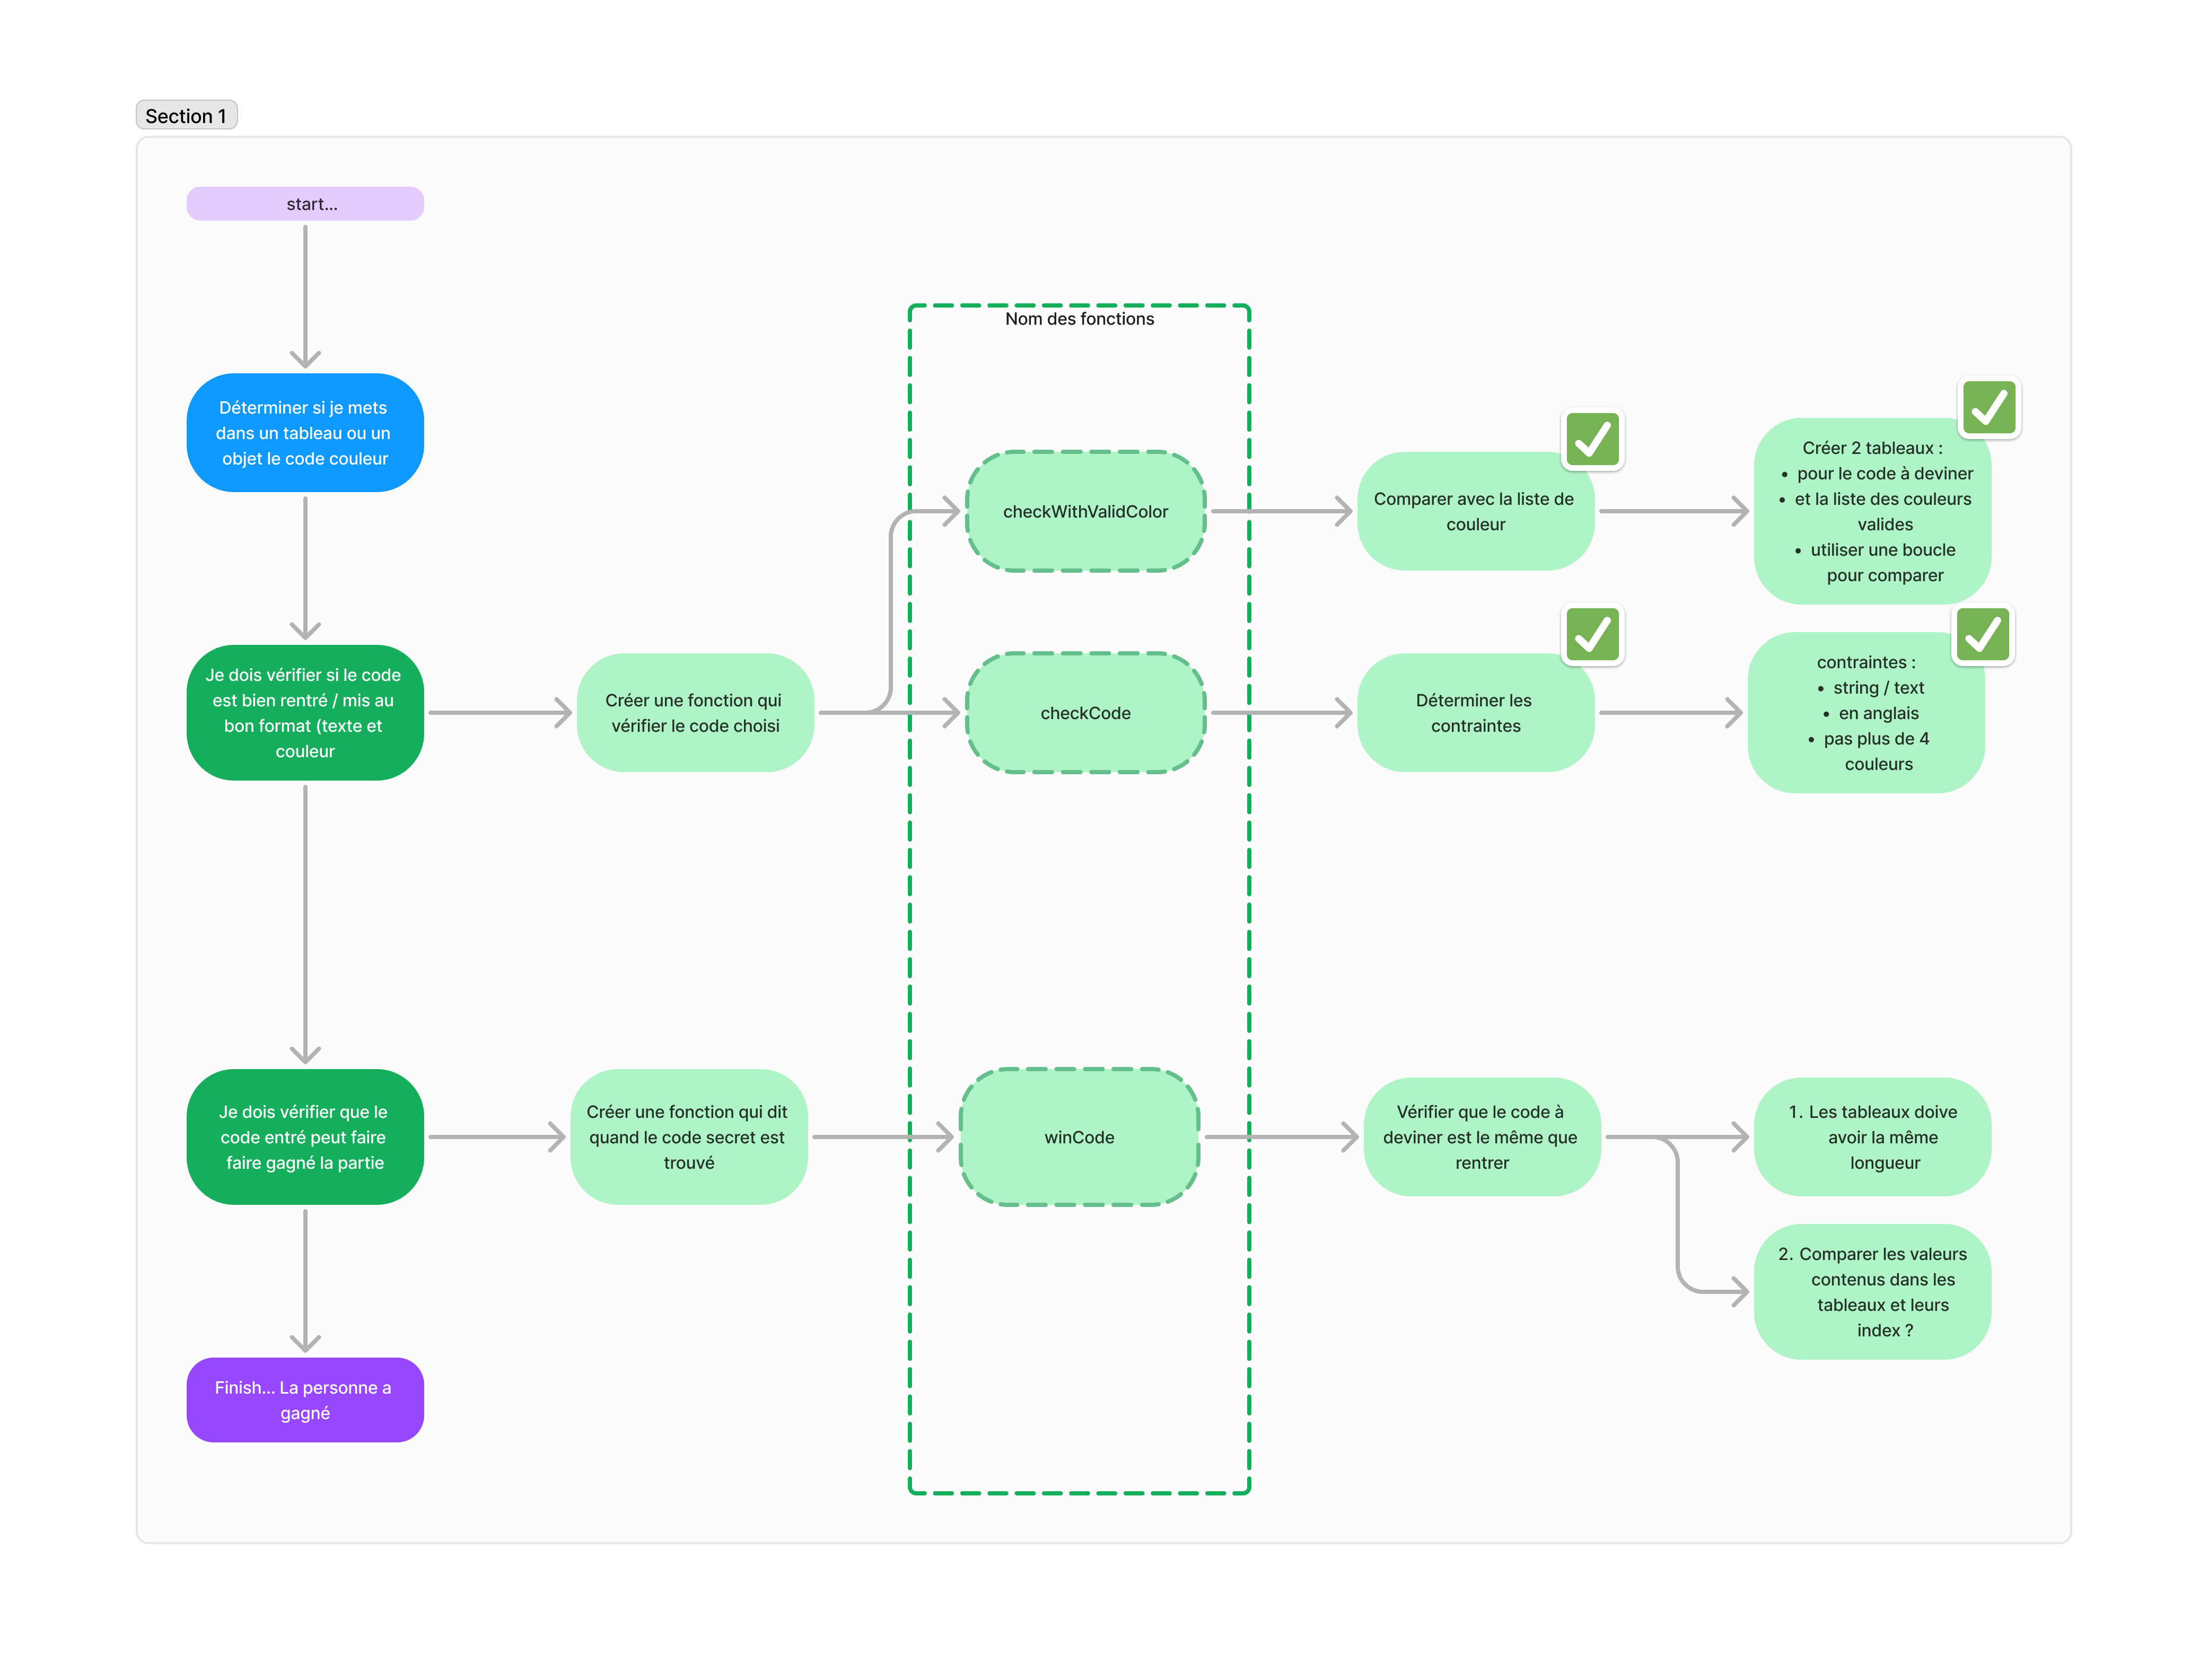 Section 1
start...
Déterminer si je mets
dans un tableau ou un
objet le code couleur
Je dois vérifier si le code
est bien rentré / mis au
bon format (texte et
couleur
Créer une fonction qui
vérifier le code choisi
Nom des fonctions
checkWithValidColor
Comparer avec la liste de
couleur
Créer 2 tableaux :
• pour le code à deviner
• et la liste des couleurs
valides
• utiliser une boucle
pour comparer
checkCode
Déterminer les
contraintes
contraintes :
• string / text
• en anglais
• pas plus de 4
couleurs
Je dois vérifier que le
code entré peut faire
faire gagné la partie
Créer une fonction qui dit
quand le code secret est
trouvé
winCode
Vérifier que le code à
deviner est le même que
rentrer
1. Les tableaux doive
avoir la même
longueur
2. Comparer les valeurs
contenus dans les
tableaux et leurs
index ?
Finish... La personne a
gagné